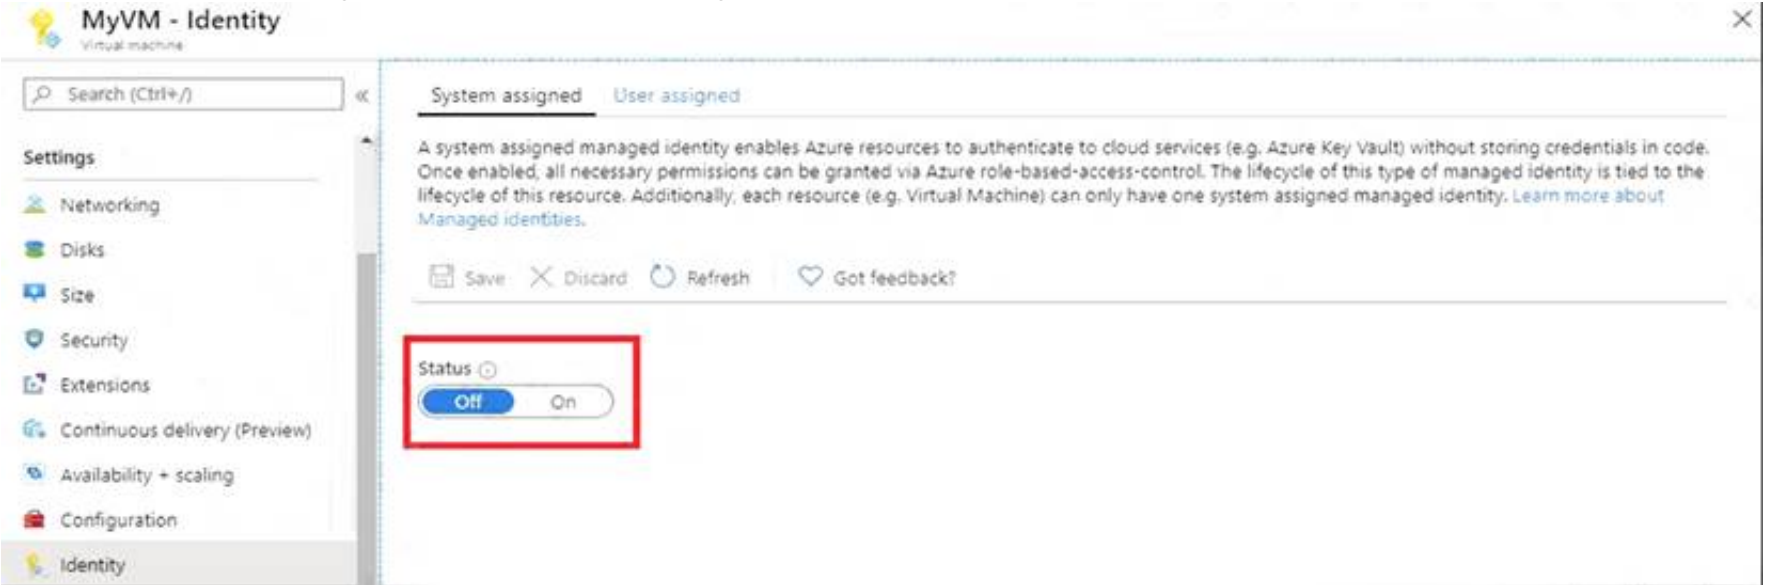 MyVM - Identity
Virtual machine
Search (Ctrl+/)
Settings
Networking
Disks
Size
Security
Extensions
Continuous delivery (Preview)
Availability + scaling
Configuration
Identity
System assigned User assigned
A system assigned managed identity enables Azure resources to authenticate to cloud services (e.g. Azure Key Vault) without storing credentials in code.
Once enabled, all necessary permissions can be granted via Azure role-based-access-control. The lifecycle of this type of managed identity is tied to the
lifecycle of this resource. Additionally, each resource (e.g. Virtual Machine) can only have one system assigned managed identity. Learn more about
Managed identities.
Save Discard Refresh Got feedback?
Status
Off On